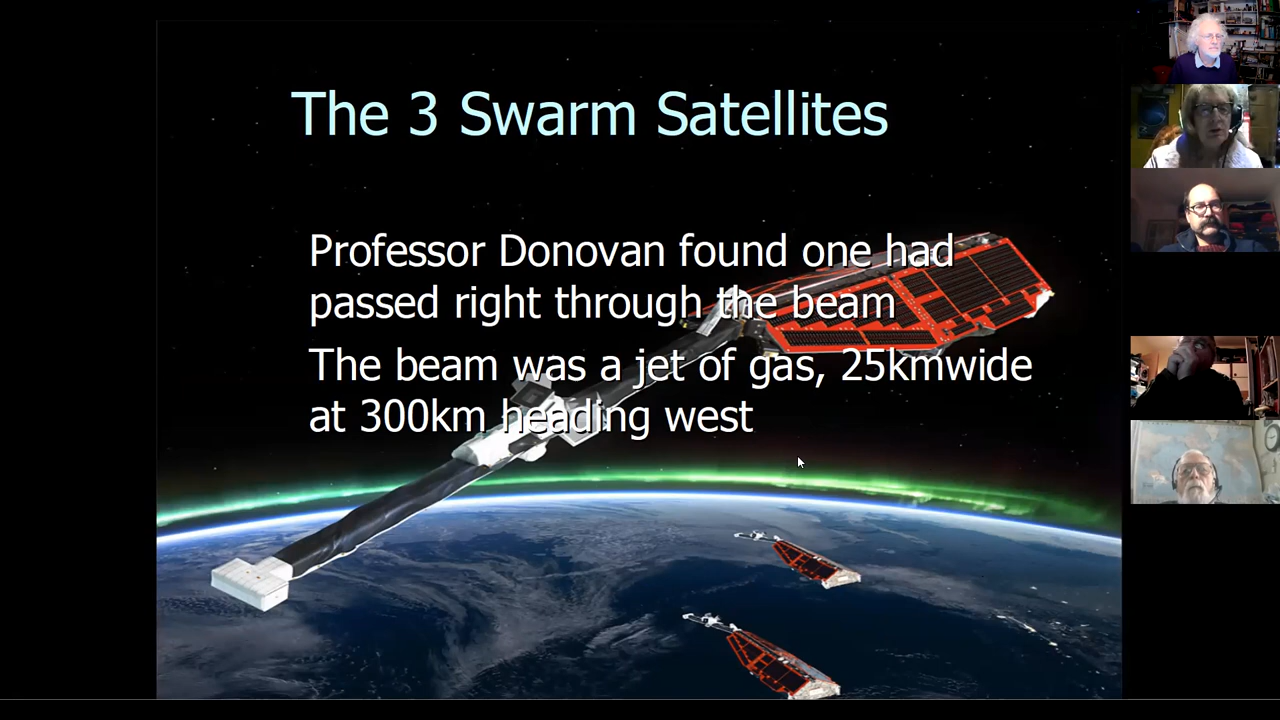 The 3 Swarm Satellites
Professor Donovan found one had
passed right through the beam
The beam was a jet of gas, 25kmwide
at 300km heading west